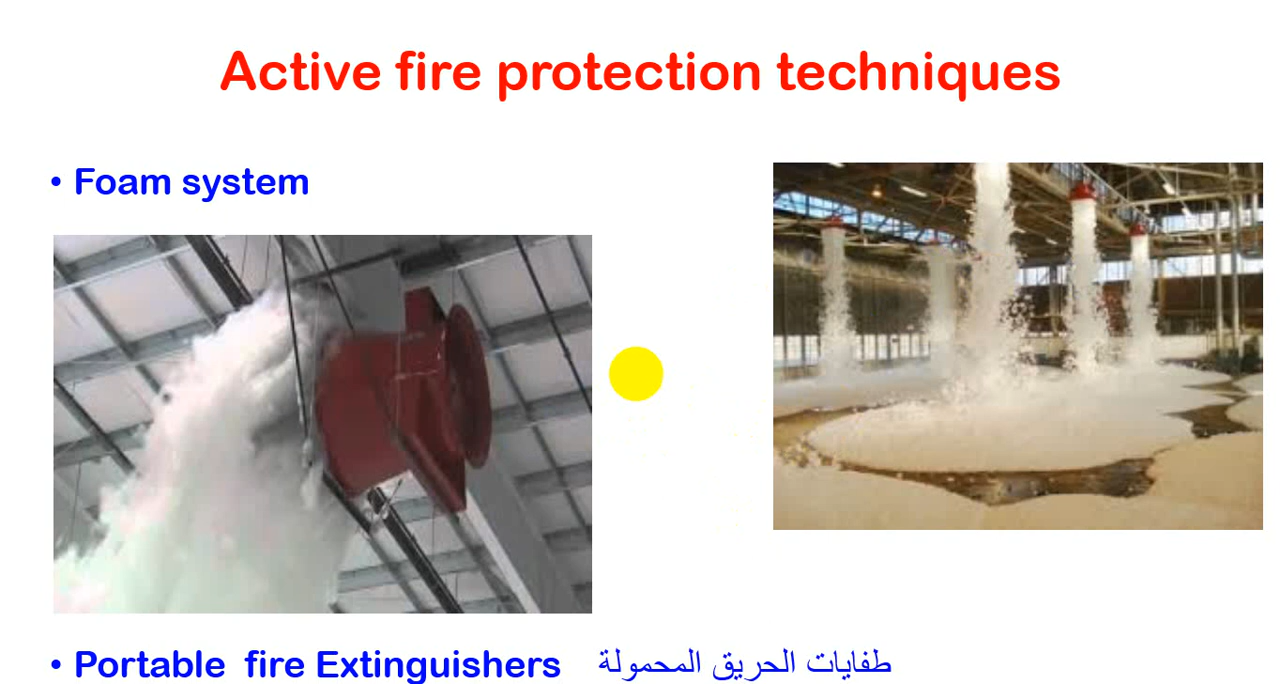 Active fire protection techniques
• Foam system
• Portable fire Extinguishers طفايات الحريق المحمولة